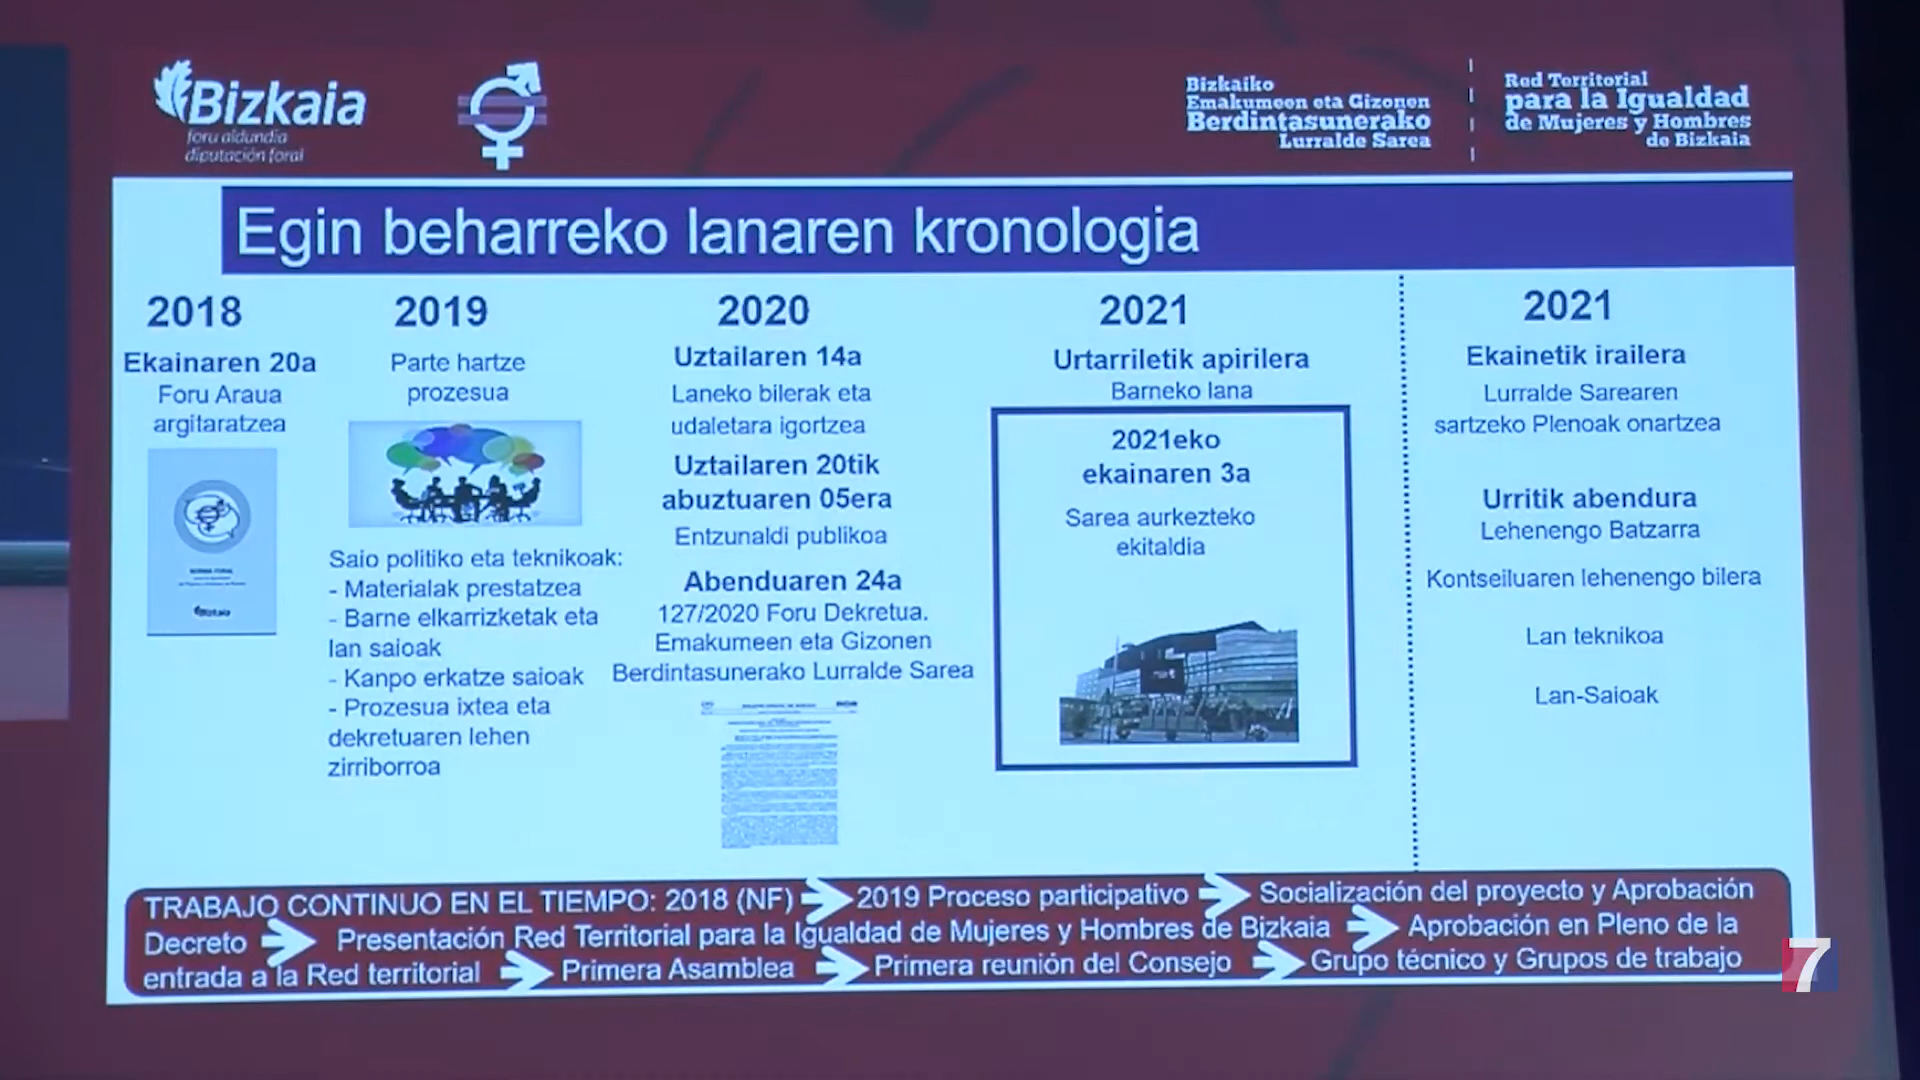 Bizkaia
foru aldundia
diputación foral
Bizkaiko
Emakumeen eta Gizonen
Berdintasunerako
Lurralde Sarea
Red Territorial
para la Igualdad
de Mujeres y Hombres
de Bizkaia
Egin beharreko lanaren kronologia
2018
Ekainaren 20a
Foru Araua
argitaratzea
NORMA FORAL
Bizkaia
2019
Parte hartze
prozesua
Saio politiko eta teknikoak:
- Materialak prestatzea
- Barne elkarrizketak eta
lan saioak
- Kanpo erkatze saioak
- Prozesua ixtea eta
dekretuaren lehen
zirriborroa
2020
Uztailaren 14a
Laneko bilerak eta
udaletara igortzea
Uztailaren 20tik
abuztuaren 05era
Entzunaldi publikoa
Abenduaren 24a
127/2020 Foru Dekretua.
Emakumeen eta Gizonen
Berdintasunerako Lurralde Sarea
2021
Urtarriletik apirilera
Barneko lana
2021eko
ekainaren 3a
Sarea aurkezteko
ekitaldia
2021
Ekainetik irailera
Lurralde Sarearen
sartzeko Plenoak onartzea
Urritik abendura
Lehenengo Batzarra
Kontseiluaren lehenengo bilera
Lan teknikoa
Lan-Saioak
TRABAJO CONTINUO EN EL TIEMPO: 2018 (NF) 2019 Proceso participativo Socialización del proyecto y Aprobación
Decreto Presentación Red Territorial para la Igualdad de Mujeres y Hombres de Bizkaia Aprobación en Pleno de la
entrada a la Red territorial Primera Asamblea Primera reunión del Consejo Grupo técnico y Grupos de trabajo
7